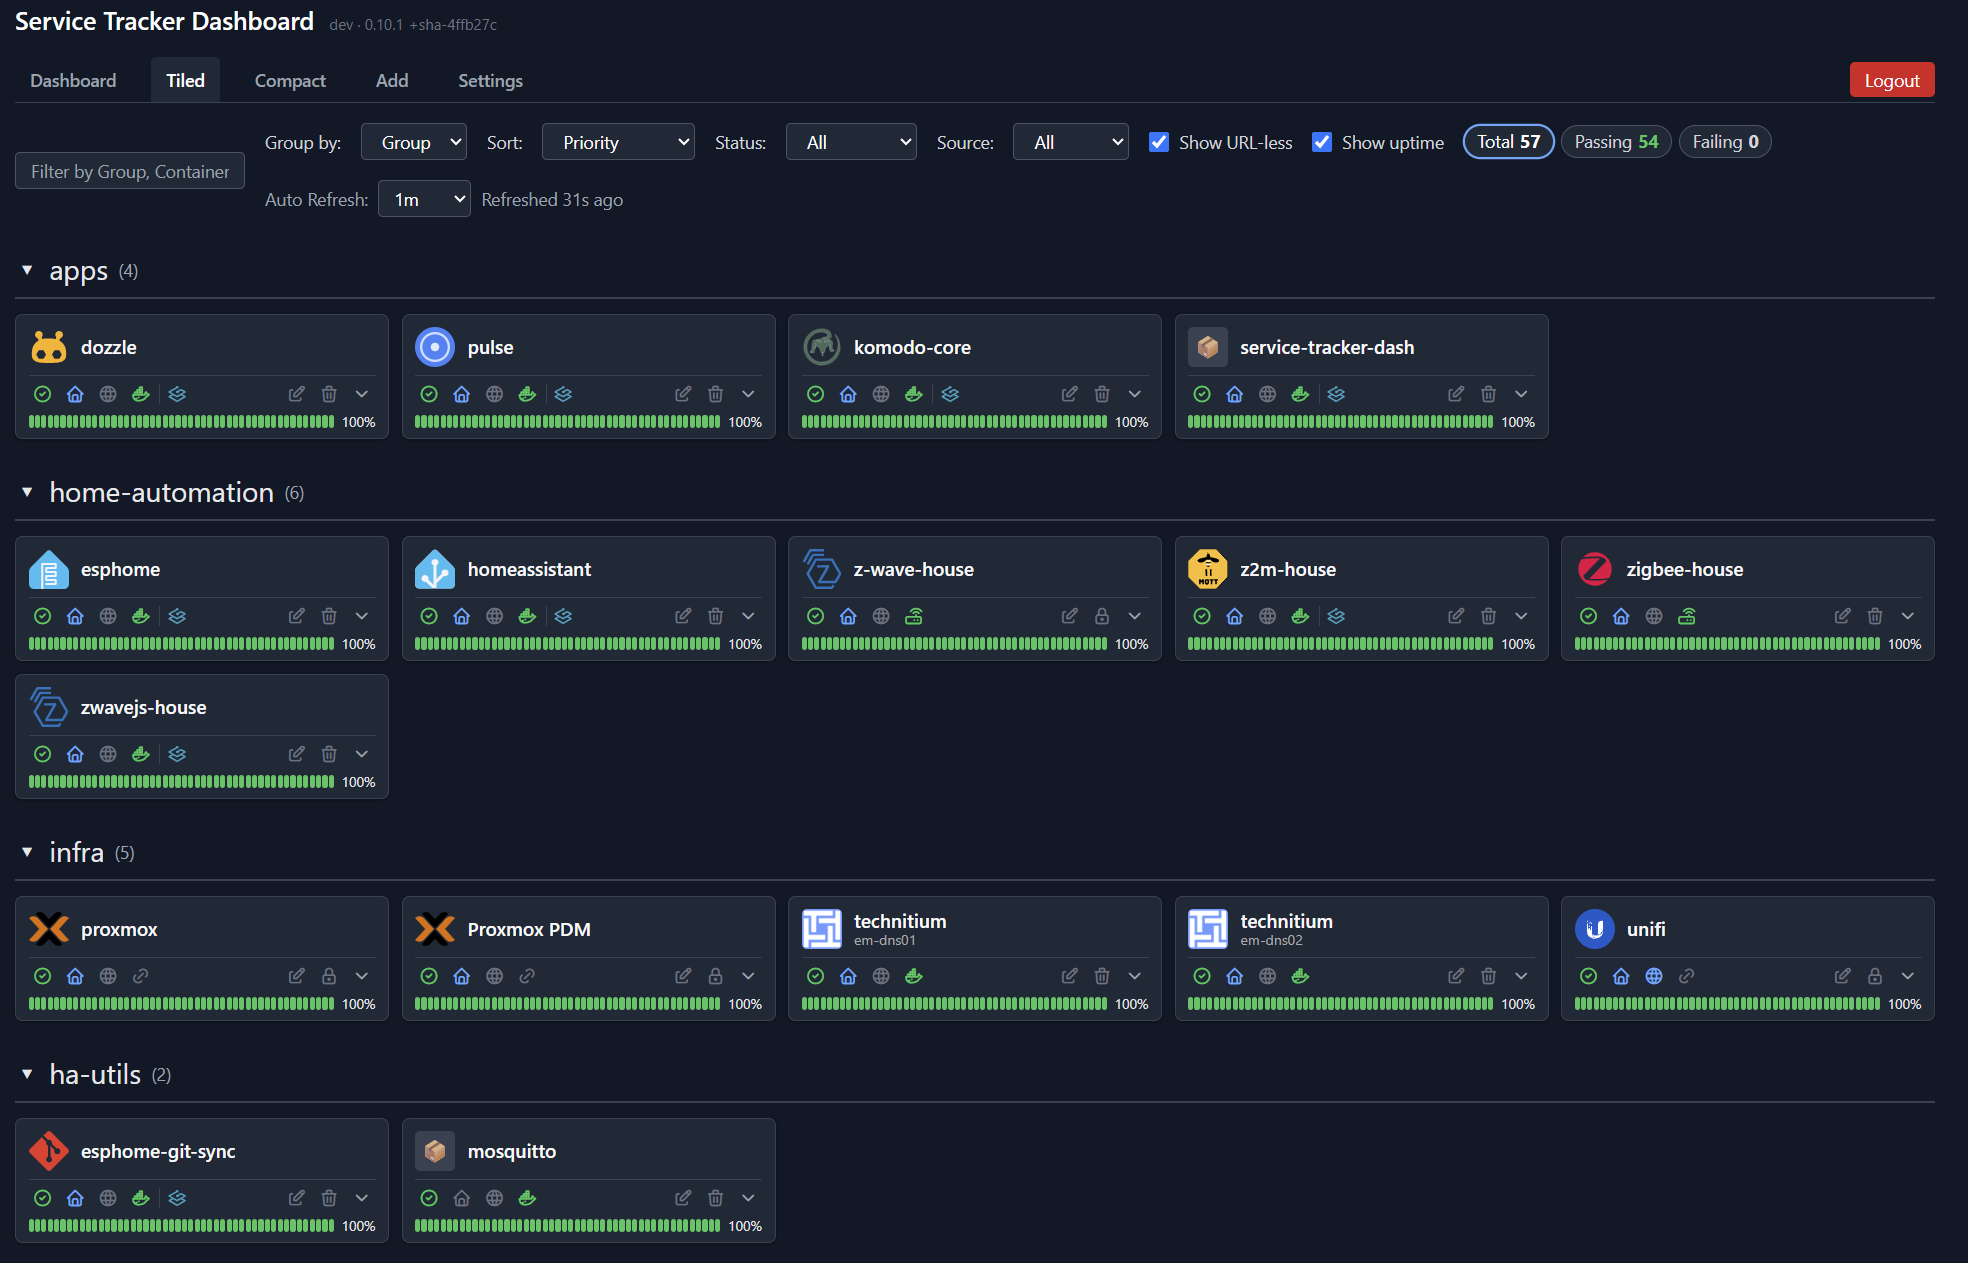 Service Tracker Dashboard dev · 0.10.1 +sha-4ffb27c
Dashboard Tiled Compact Add Settings Logout
Filter by Group, Container
Group by: Group Sort: Priority Status: All Source: All Show URL-less Show uptime Total 57 Passing 54 Failing 0
Auto Refresh: 1m Refreshed 31s ago
apps (4)
dozzle
100%
pulse
100%
komodo-core
100%
service-tracker-dash
100%
home-automation (6)
esphome
100%
homeassistant
100%
z-wave-house
100%
MQTT
z2m-house
100%
zigbee-house
100%
zwavejs-house
100%
infra (5)
proxmox
100%
Proxmox PDM
100%
technitium
em-dns01
100%
technitium
em-dns02
100%
unifi
100%
ha-utils (2)
esphome-git-sync
100%
mosquitto
100%